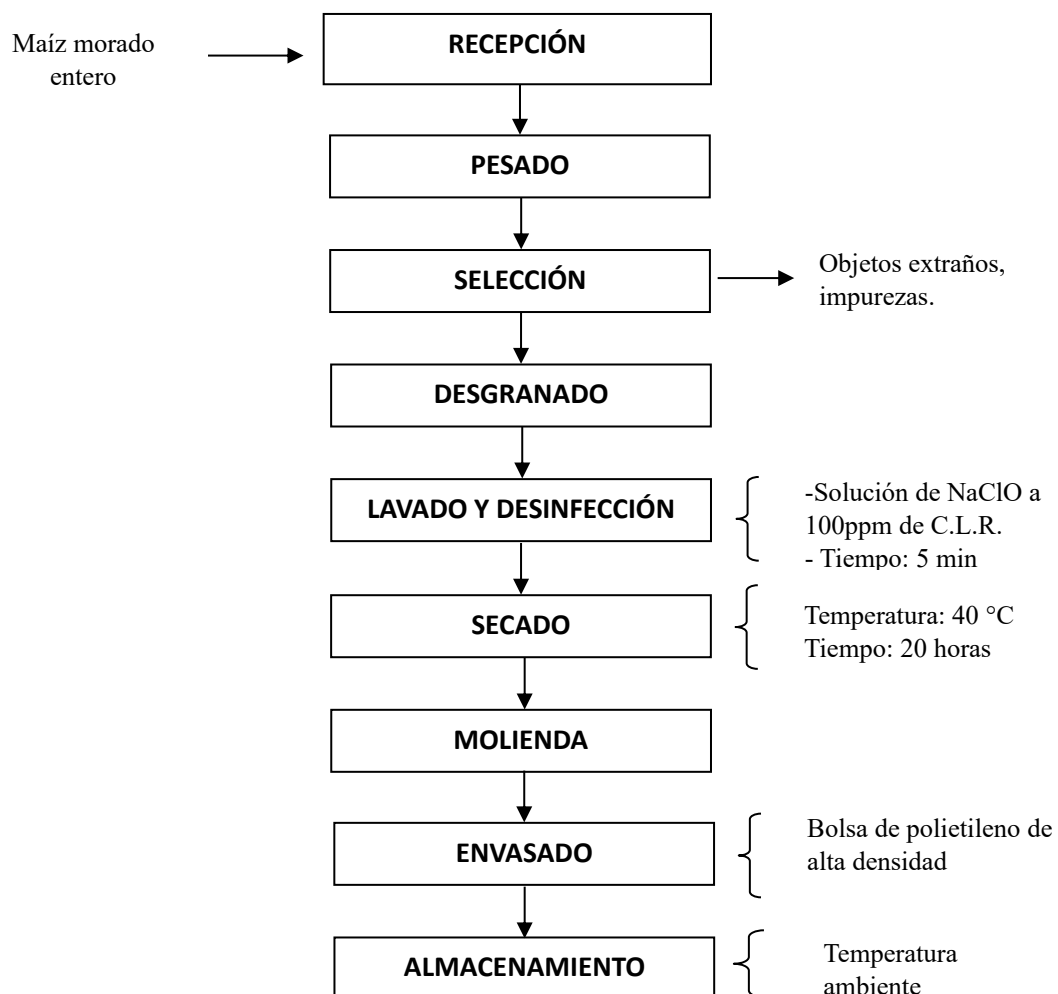 Maíz morado
entero
RECEPCIÓN
PESADO
SELECCIÓN
Objetos extraños,
impurezas.
DESGRANADO
LAVADO Y DESINFECCIÓN
-Solución de NaClO a
100ppm de C.L.R.
- Tiempo: 5 min
SECADO
Temperatura: 40 °C
Tiempo: 20 horas
MOLIENDA
ENVASADO
Bolsa de polietileno de
alta densidad
ALMACENAMIENTO
Temperatura
ambiente